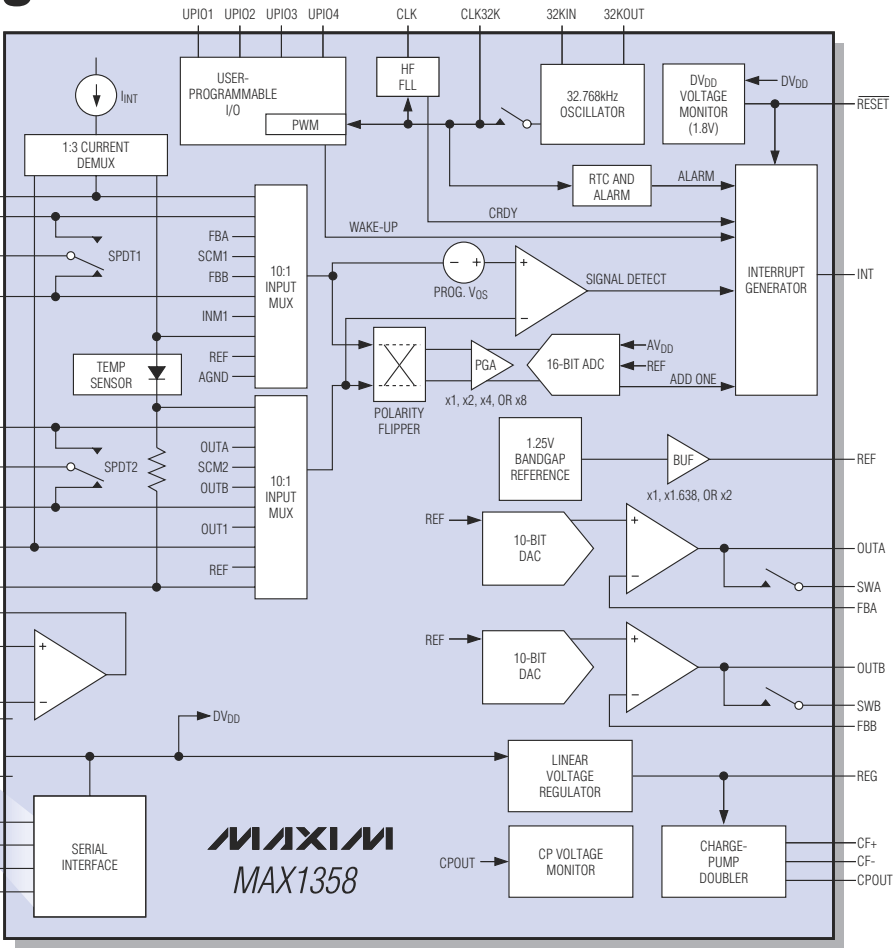 UPIO1 UPIO2 UPIO3 UPIO4 CLK CLK32K 32KIN 32KOUT
IINT
USER-
PROGRAMMABLE
I/O
PWM
HF
FLL
32.768kHz
OSCILLATOR
DVDD
VOLTAGE
MONITOR
(1.8V)
DVDD
RESET
1:3 CURRENT
DEMUX
RTC AND
ALARM
ALARM
CRDY
WAKE-UP
SPDT1
FBA
SCM1
FBB
INM1
REF
AGND
10:1
INPUT
MUX
PROG. VOS
− +
+
−
SIGNAL DETECT
INTERRUPT
GENERATOR
INT
TEMP
SENSOR
POLARITY
FLIPPER
PGA
x1, x2, x4, OR x8
16-BIT ADC
AVDD
REF
ADD ONE
SPDT2
OUTA
SCM2
OUTB
OUT1
REF
10:1
INPUT
MUX
1.25V
BANDGAP
REFERENCE
BUF
x1, x1.638, OR x2
REF
REF
10-BIT
DAC
+
−
OUTA
SWA
FBA
REF
10-BIT
DAC
+
−
OUTB
SWB
FBB
+
−
DVDD
LINEAR
VOLTAGE
REGULATOR
REG
SERIAL
INTERFACE
MAXIM
MAX1358
CPOUT
CP VOLTAGE
MONITOR
CHARGE-
PUMP
DOUBLER
CF+
CF-
CPOUT